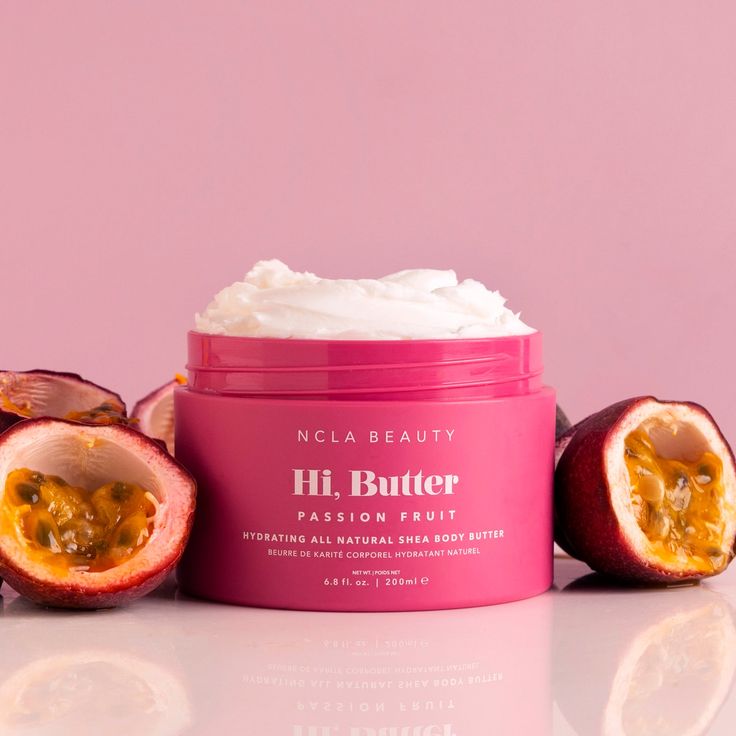 NCLA BEAUTY
Hi, Butter
PASSION FRUIT
HYDRATING ALL NATURAL SHEA BODY BUTTER
BEURRE DE KARITÉ CORPOREL HYDRATANT NATUREL
NET WT. | POIDS NET
6.8 fl. oz. | 200ml ℮